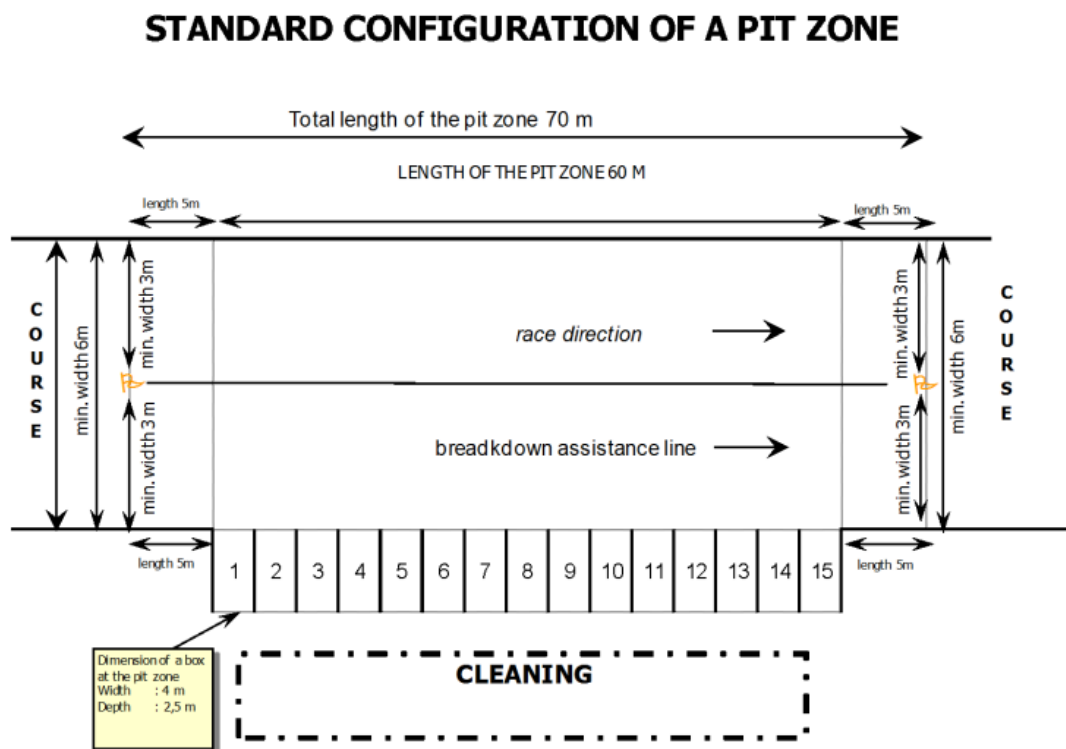 STANDARD CONFIGURATION OF A PIT ZONE
Total length of the pit zone 70 m
LENGTH OF THE PIT ZONE 60 M
length 5m
length 5m
COURSE
min. width 6m
min. width 3m
min. width 3 m
race direction
breadkdown assistance line
min. width 3m
min. width 3m
min. width 6m
COURSE
length 5m
length 5m
1 2 3 4 5 6 7 8 9 10 11 12 13 14 15
Dimension of a box
at the pit zone
Width : 4 m
Depth : 2,5 m
CLEANING